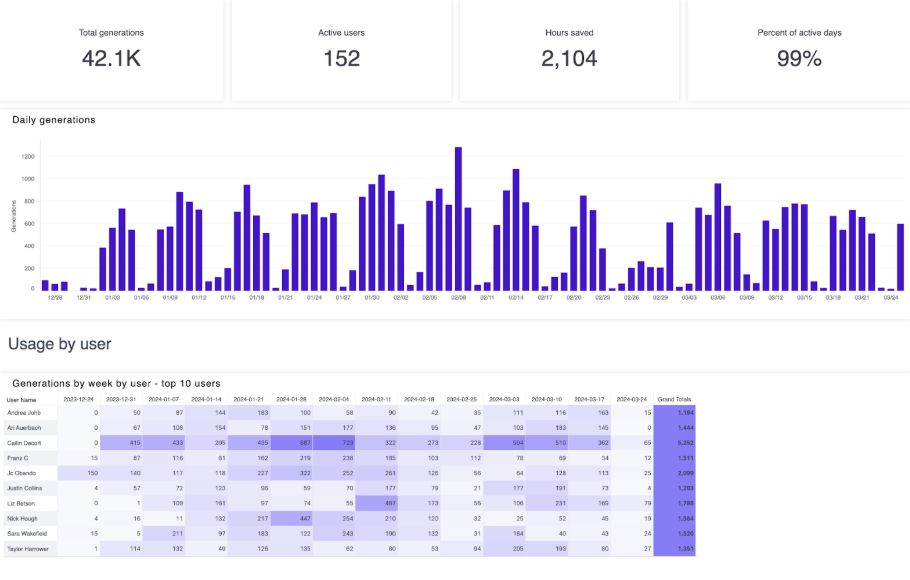 Total generations
42.1K
Active users
152
Hours saved
2,104
Percent of active days
99%
Daily generations
Generations
1200
1000
800
600
400
200
0
12/28 12/31 01/03 01/06 01/09 01/12 01/15 01/18 01/21 01/24 01/27 01/30 02/02 02/05 02/08 02/11 02/14 02/17 02/20 02/23 02/26 02/29 03/03 03/06 03/09 03/12 03/15 03/18 03/21 03/24
Usage by user
Generations by week by user - top 10 users
User Name 2023-12-24 2023-12-31 2024-01-07 2024-01-14 2024-01-21 2024-01-28 2024-02-04 2024-02-11 2024-02-18 2024-02-25 2024-03-03 2024-03-10 2024-03-17 2024-03-24 Grand Totals
Andrea Johb 0 50 87 144 183 100 58 90 42 35 111 116 163 15 1,194
Ari Auerbach 0 67 108 154 78 151 177 136 95 47 103 183 145 0 1,444
Cailin Dacort 0 415 433 205 435 667 723 322 273 228 594 510 362 65 5,252
Franz C 15 87 116 61 162 219 238 185 103 112 78 69 34 12 1,511
Jc Obando 150 140 117 118 227 322 252 261 126 56 64 128 113 25 2,099
Justin Collins 4 57 72 123 96 59 70 177 79 21 177 191 73 4 1,203
Liz Betson 0 1 109 161 97 74 55 487 173 56 106 231 169 79 1,798
Nick Hough 4 16 11 132 217 447 254 210 120 32 25 52 45 19 1,584
Sara Wakefield 15 5 211 97 183 122 243 190 132 31 184 40 43 24 1,520
Taylor Harrower 1 114 132 49 126 135 62 80 53 94 205 193 80 27 1,351